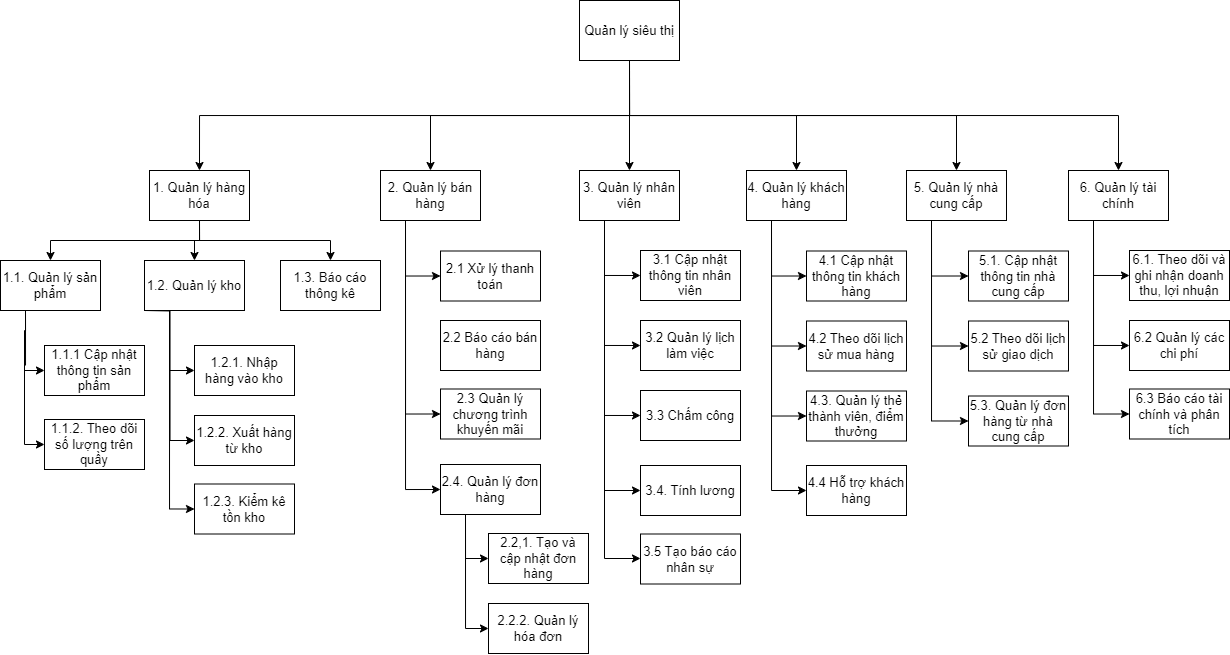 Quản lý siêu thị
1. Quản lý hàng
hóa
2. Quản lý bán
hàng
3. Quản lý nhân
viên
4. Quản lý khách
hàng
5. Quản lý nhà
cung cấp
6. Quản lý tài
chính
1.1. Quản lý sản
phẩm
1.2. Quản lý kho
1.3. Báo cáo
thông kê
1.1.1 Cập nhật
thông tin sản
phẩm
1.1.2. Theo dõi
số lượng trên
quầy
1.2.1. Nhập
hàng vào kho
1.2.2. Xuất hàng
từ kho
1.2.3. Kiểm kê
tồn kho
2.1 Xử lý thanh
toán
2.2 Báo cáo bán
hàng
2.3 Quản lý
chương trình
khuyến mãi
2.4. Quản lý đơn
hàng
2.2,1. Tạo và
cập nhật đơn
hàng
2.2.2. Quản lý
hóa đơn
3.1 Cập nhật
thông tin nhân
viên
3.2 Quản lý lịch
làm việc
3.3 Chấm công
3.4. Tính lương
3.5 Tạo báo cáo
nhân sự
4.1 Cập nhật
thông tin khách
hàng
4.2 Theo dõi lịch
sử mua hàng
4.3. Quản lý thẻ
thành viên, điểm
thưởng
4.4 Hỗ trợ khách
hàng
5.1. Cập nhật
thông tin nhà
cung cấp
5.2 Theo dõi lịch
sử giao dịch
5.3. Quản lý đơn
hàng từ nhà
cung cấp
6.1. Theo dõi và
ghi nhận doanh
thu, lợi nhuận
6.2 Quản lý các
chi phí
6.3 Báo cáo tài
chính và phân
tích